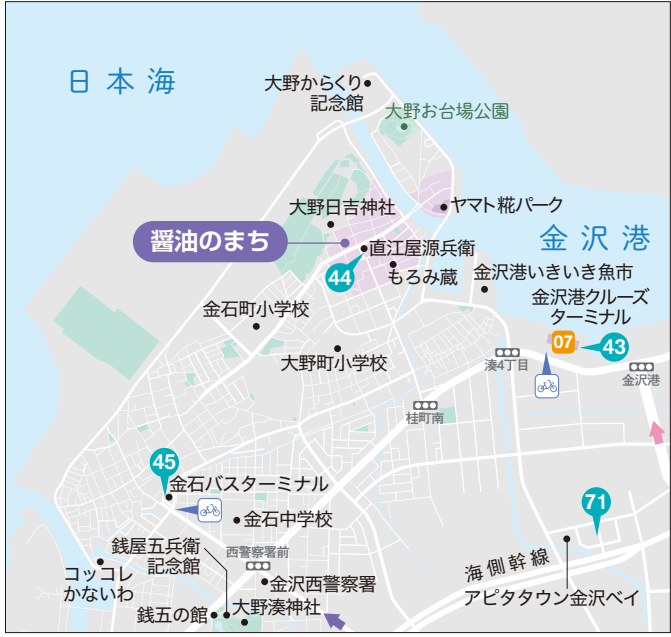 日本海
大野からくり
記念館
大野お台場公園
大野日吉神社
ヤマト糀パーク
醤油のまち
直江屋源兵衛
金沢港
44
もろみ蔵
金沢港いきいき魚市
金石町小学校
金沢港クルーズ
ターミナル
07
43
大野町小学校
湊4丁目
金沢港
桂町南
45
金石バスターミナル
71
金石中学校
銭屋五兵衛
記念館
西警察署前
海側幹線
コッコレ
かないわ
金沢西警察署
アピタタウン金沢ベイ
銭五の館
大野湊神社